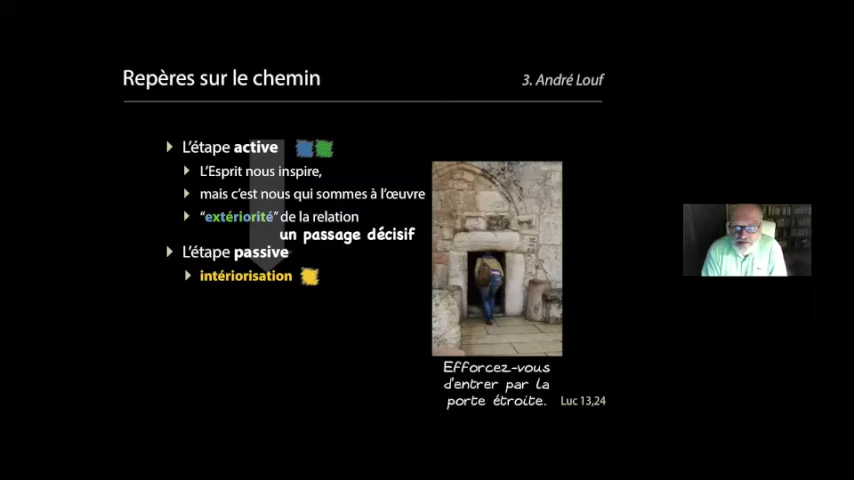 Repères sur le chemin
3. André Louf
L'étape active
L'Esprit nous inspire,
mais c'est nous qui sommes à l'œuvre
"extériorité" de la relation
un passage décisif
L'étape passive
intériorisation
Efforcez-vous
d'entrer par la
porte étroite.
Luc 13,24